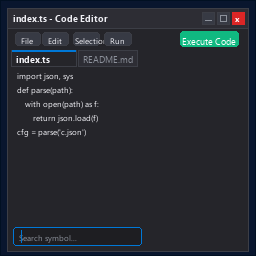 index.ts - Code Editor
File Edit Selection Run Execute Code
index.ts README.md
import json, sys
def parse(path):
with open(path) as f:
return json.load(f)
cfg = parse('c.json')
Search symbol...